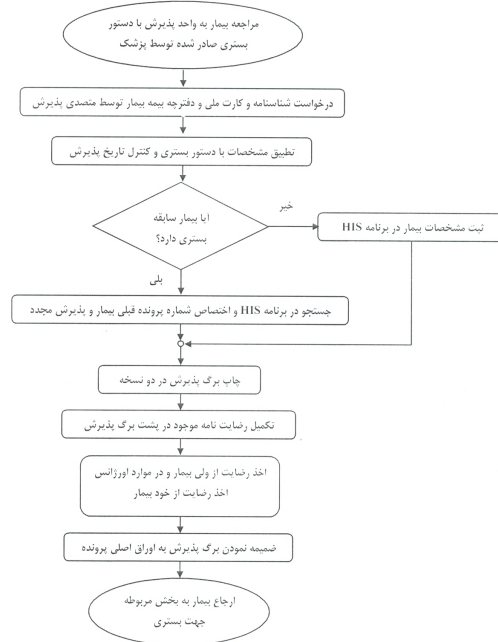 مراجعه بیمار به واحد پذیرش با دستور
بستری صادر شده توسط پزشک
درخواست شناسنامه و کارت ملی و دفترچه بیمه بیمار توسط متصدی پذیرش
تطبیق مشخصات با دستور بستری و کنترل تاریخ پذیرش
ایا بیمار سابقه
بستری دارد؟
خیر
ثبت مشخصات بیمار در برنامه HIS
بلی
جستجو در برنامه HIS و اختصاص شماره پرونده قبلی بیمار و پذیرش مجدد
چاپ برگ پذیرش در دو نسخه
تکمیل رضایت نامه موجود در پشت برگ پذیرش
اخذ رضایت از ولی بیمار و در موارد اورژانس
اخذ رضایت از خود بیمار
ضمیمه نمودن برگ پذیرش به اوراق اصلی پرونده
ارجاع بیمار به بخش مربوطه
جهت بستری